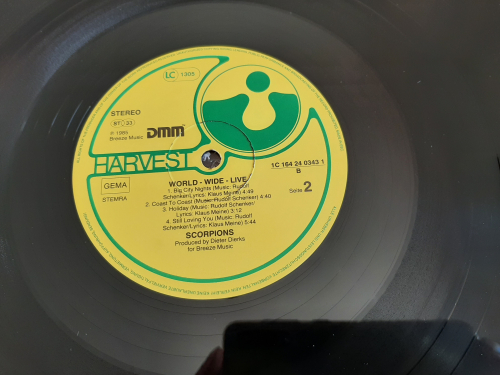 LC 1305
STEREO
ST 33
℗ 1985
Breeze Music
DMM
HARVEST
GEMA
STEMRA
1C 164 24 0343 1
B
Seite 2
WORLD - WIDE - LIVE
1. Big City Nights (Music: Rudolf
Schenker/Lyrics: Klaus Meine) 4:49
2. Coast To Coast (Music: Rudolf Schenker) 4:40
3. Holiday (Music: Rudolf Schenker/
Lyrics: Klaus Meine) 3:12
4. Still Loving You (Music: Rudolf
Schenker/Lyrics: Klaus Meine) 5:44
SCORPIONS
Produced by Dieter Dierks
for Breeze Music